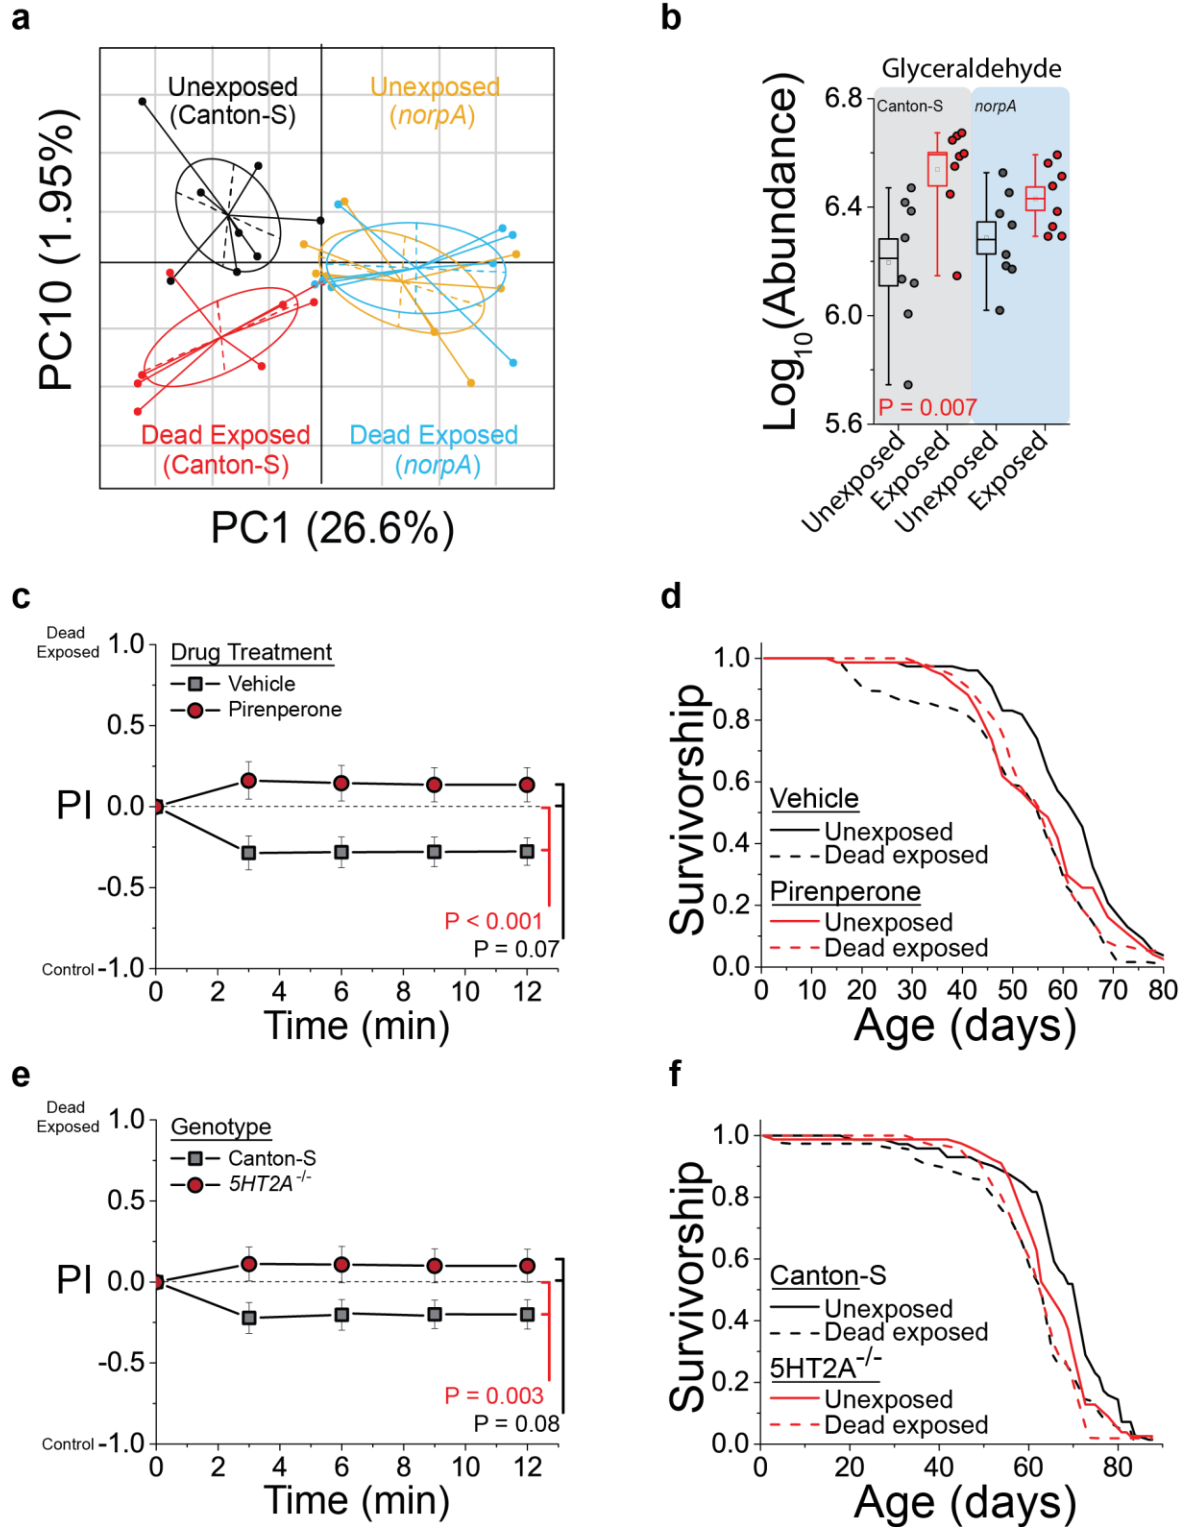 a
Unexposed
(Canton-S)
Unexposed
(norpA)
Dead Exposed
(Canton-S)
Dead Exposed
(norpA)
PC10 (1.95%)
PC1 (26.6%)
b
Glyceraldehyde
Canton-S
norpA
Log10(Abundance)
6.8
6.4
6.0
5.6
P = 0.007
Unexposed
Exposed
Unexposed
Exposed
c
Dead
Exposed
1.0
0.5
PI 0.0
-0.5
Control -1.0
Drug Treatment
Vehicle
Pirenperone
P < 0.001
P = 0.07
0 2 4 6 8 10 12
Time (min)
d
Survivorship
1.0
0.8
0.6
0.4
0.2
0.0
Vehicle
Unexposed
Dead exposed
Pirenperone
Unexposed
Dead exposed
0 10 20 30 40 50 60 70 80
Age (days)
e
Dead
Exposed
1.0
0.5
PI 0.0
-0.5
Control -1.0
Genotype
Canton-S
5HT2A-/-
P = 0.003
P = 0.08
0 2 4 6 8 10 12
Time (min)
f
Survivorship
1.0
0.8
0.6
0.4
0.2
0.0
Canton-S
Unexposed
Dead exposed
5HT2A-/-
Unexposed
Dead exposed
0 20 40 60 80
Age (days)